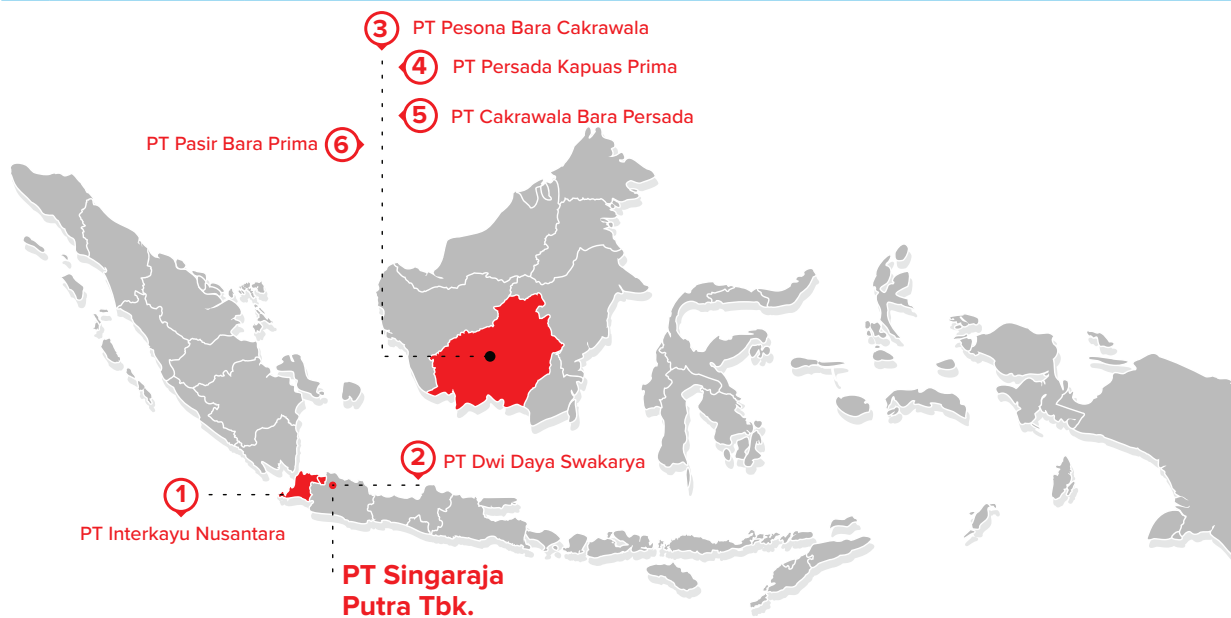 3 PT Pesona Bara Cakrawala
4 PT Persada Kapuas Prima
5 PT Cakrawala Bara Persada
PT Pasir Bara Prima 6
2 PT Dwi Daya Swakarya
1
PT Interkayu Nusantara
PT Singaraja
Putra Tbk.